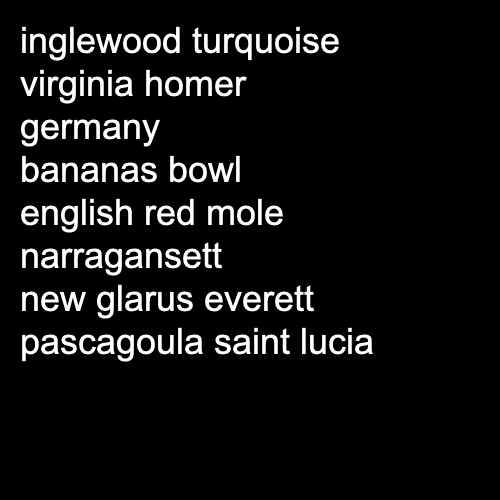 inglewood turquoise
virginia homer
germany
bananas bowl
english red mole
narragansett
new glarus everett
pascagoula saint lucia